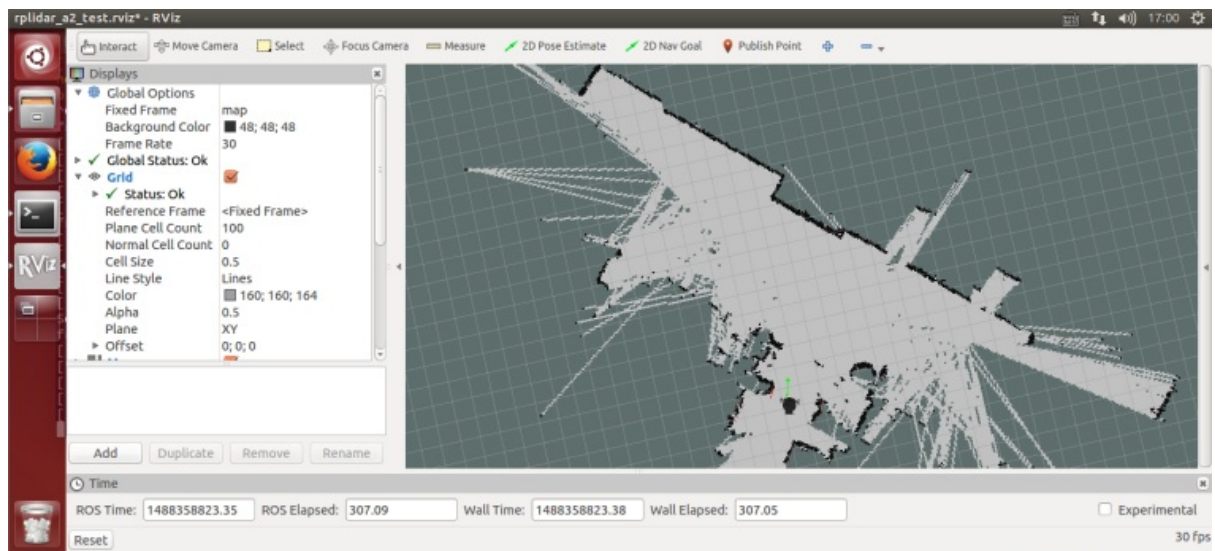 rplidar_a2_test.rviz* - RViz
17:00
Interact Move Camera Select Focus Camera Measure 2D Pose Estimate 2D Nav Goal Publish Point
Displays
Global Options
Fixed Frame map
Background Color 48; 48; 48
Frame Rate 30
Global Status: Ok
Grid
Status: Ok
Reference Frame <Fixed Frame>
Plane Cell Count 100
Normal Cell Count 0
Cell Size 0.5
Line Style Lines
Color 160; 160; 164
Alpha 0.5
Plane XY
Offset 0; 0; 0
RViz
Add Duplicate Remove Rename
Time
ROS Time: 1488358823.35 ROS Elapsed: 307.09 Wall Time: 1488358823.38 Wall Elapsed: 307.05 Experimental
Reset 30 fps